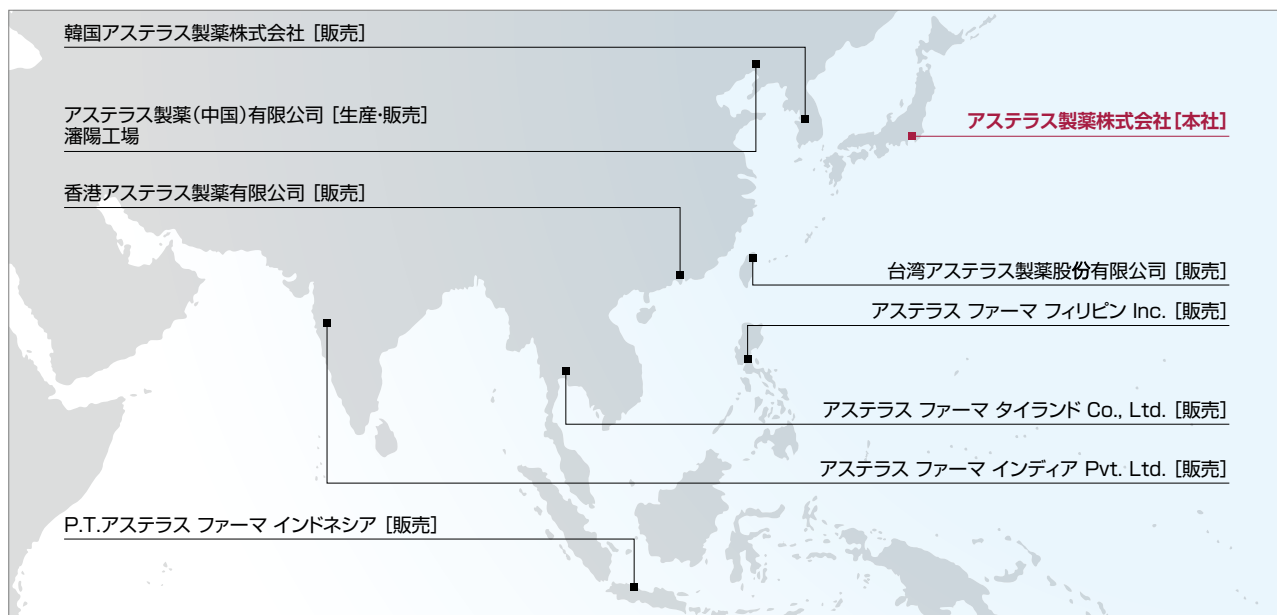 韓国アステラス製薬株式会社 [販売]
アステラス製薬(中国)有限公司 [生産・販売]
瀋陽工場
アステラス製薬株式会社[本社]
香港アステラス製薬有限公司 [販売]
台湾アステラス製薬股份有限公司 [販売]
アステラス ファーマ フィリピン Inc. [販売]
アステラス ファーマ タイランド Co., Ltd. [販売]
アステラス ファーマ インディア Pvt. Ltd. [販売]
P.T.アステラス ファーマ インドネシア [販売]